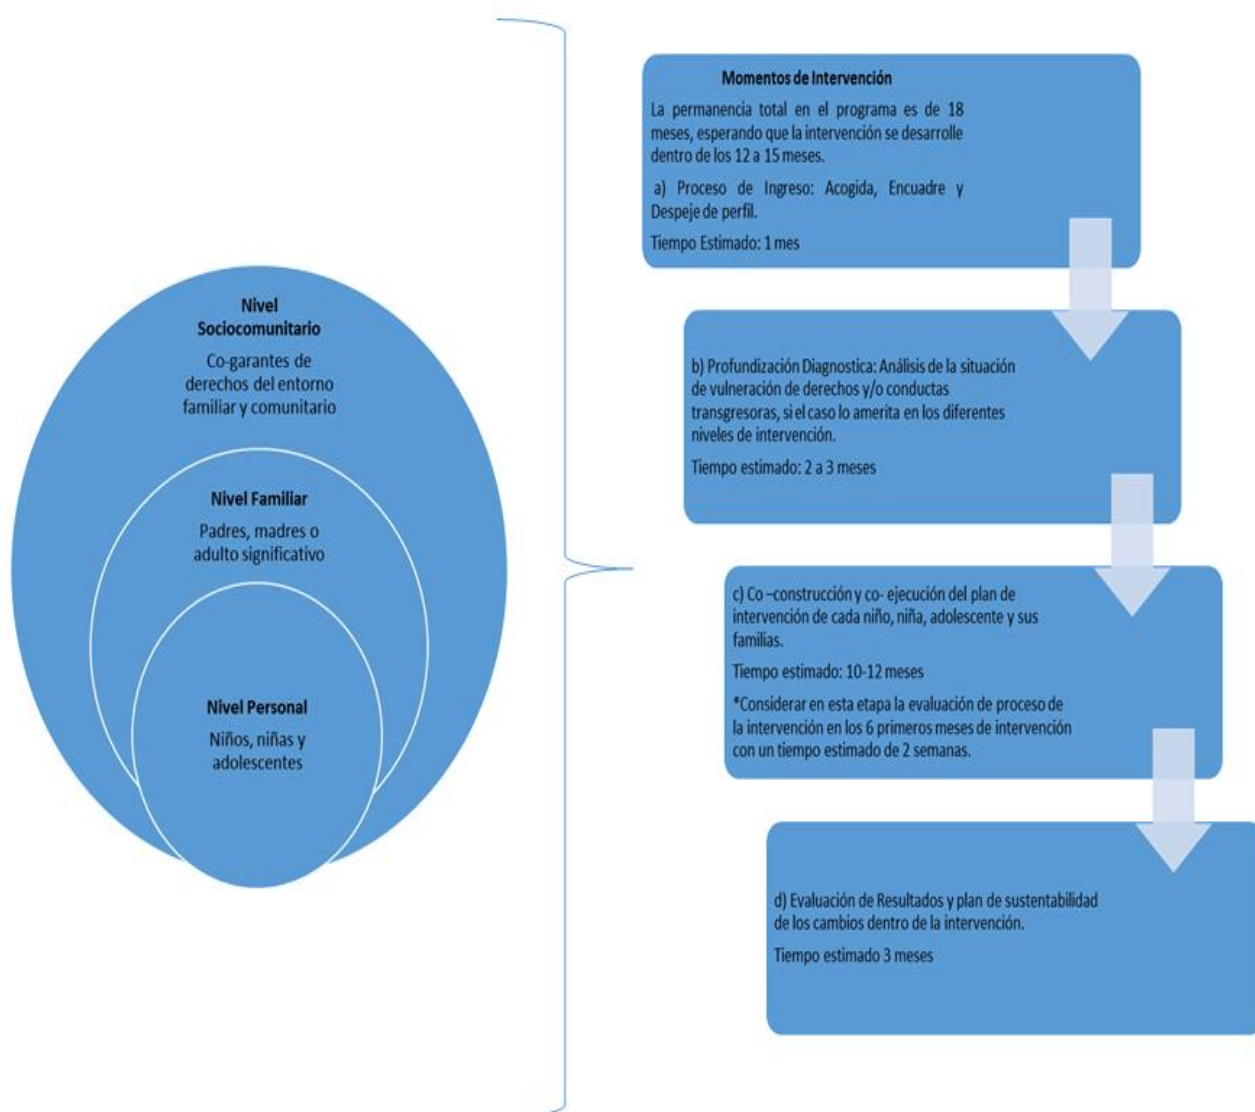 Nivel
Sociocomunitario
Co-garantes de
derechos del entorno
familiar y comunitario
Nivel Familiar
Padres, madres o
adulto significativo
Nivel Personal
Niños, niñas y
adolescentes
Momentos de Intervención
La permanencia total en el programa es de 18
meses, esperando que la intervención se desarrolle
dentro de los 12 a 15 meses.
a) Proceso de Ingreso: Acogida, Encuadre y
Despeje de perfil.
Tiempo Estimado: 1 mes
b) Profundización Diagnostica: Análisis de la situación
de vulneración de derechos y/o conductas
transgresoras, si el caso lo amerita en los diferentes
niveles de intervención.
Tiempo estimado: 2 a 3 meses
c) Co –construcción y co- ejecución del plan de
intervención de cada niño, niña, adolescente y sus
familias.
Tiempo estimado: 10-12 meses
*Considerar en esta etapa la evaluación de proceso de
la intervención en los 6 primeros meses de intervención
con un tiempo estimado de 2 semanas.
d) Evaluación de Resultados y plan de sustentabilidad
de los cambios dentro de la intervención.
Tiempo estimado 3 meses